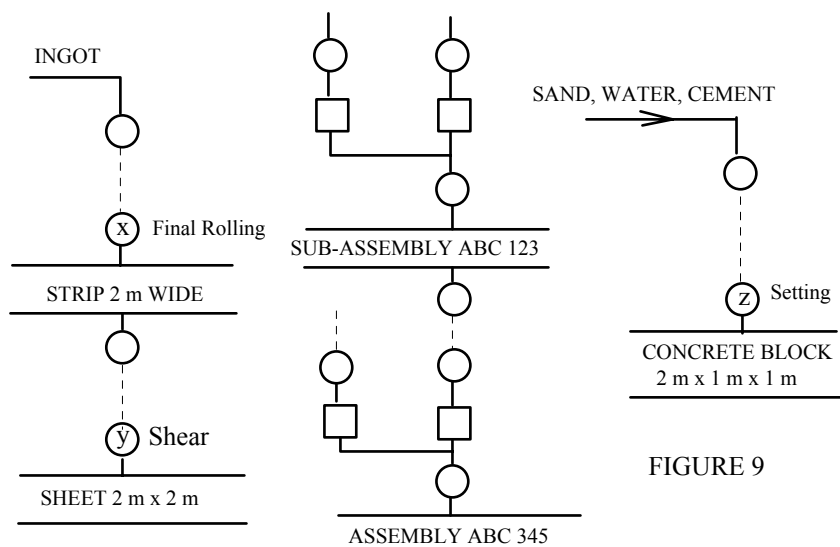 INGOT
x Final Rolling
STRIP 2 m WIDE
y Shear
SHEET 2 m x 2 m
SUB-ASSEMBLY ABC 123
ASSEMBLY ABC 345
SAND, WATER, CEMENT
z Setting
CONCRETE BLOCK
2 m x 1 m x 1 m
FIGURE 9